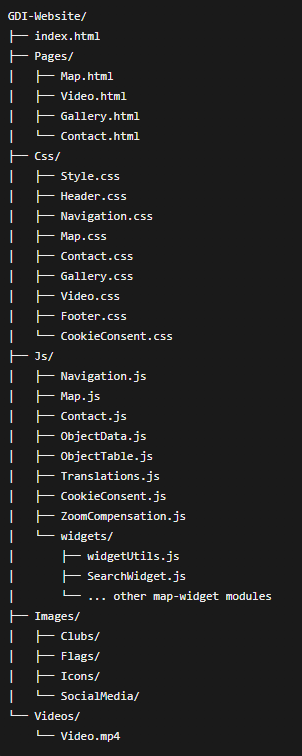 GDI-Website/
├── index.html
├── Pages/
│   ├── Map.html
│   ├── Video.html
│   ├── Gallery.html
│   └── Contact.html
├── Css/
│   ├── Style.css
│   ├── Header.css
│   ├── Navigation.css
│   ├── Map.css
│   ├── Contact.css
│   ├── Gallery.css
│   ├── Video.css
│   ├── Footer.css
│   └── CookieConsent.css
├── Js/
│   ├── Navigation.js
│   ├── Map.js
│   ├── Contact.js
│   ├── ObjectData.js
│   ├── ObjectTable.js
│   ├── Translations.js
│   ├── CookieConsent.js
│   ├── ZoomCompensation.js
│   └── widgets/
│       ├── widgetUtils.js
│       ├── SearchWidget.js
│       └── ... other map-widget modules
├── Images/
│   ├── Clubs/
│   ├── Flags/
│   ├── Icons/
│   └── SocialMedia/
└── Videos/
    └── Video.mp4